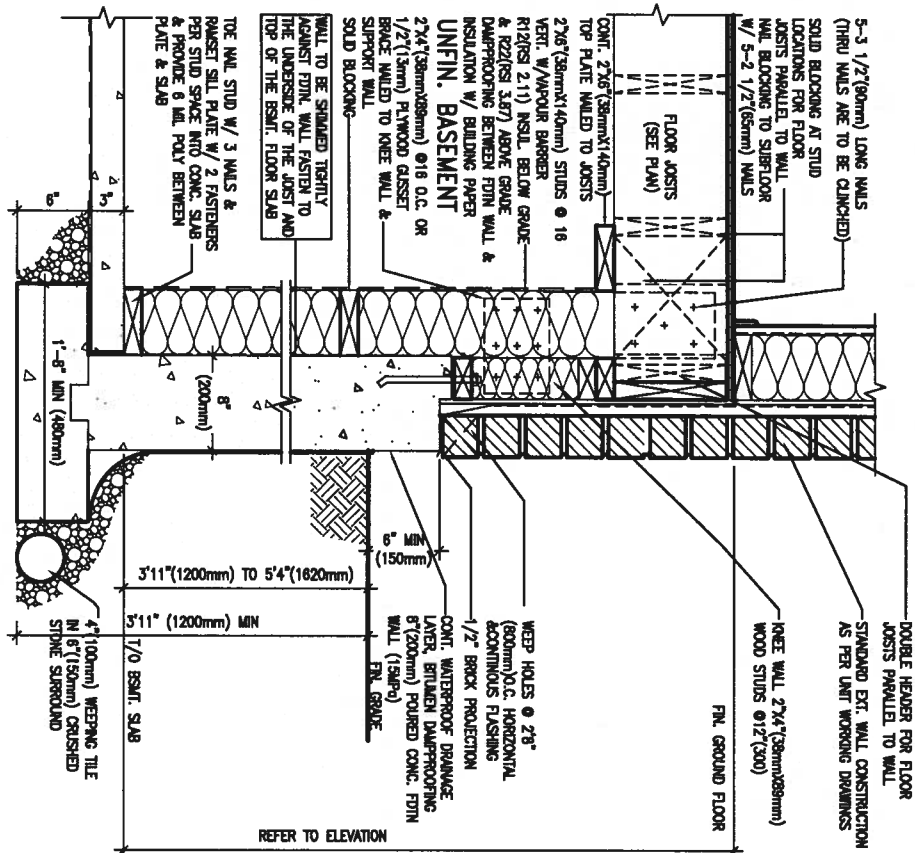 5-3 1/2"(90mm) LONG NAILS
(THRU NAILS ARE TO BE CLINCHED)
SOLID BLOCKING AT STUD
LOCATIONS FOR FLOOR
JOISTS PARALLEL TO WALL
NAIL BLOCKING TO SUBFLOOR
W/ 5-2 1/2"(65mm) NAILS
FLOOR JOISTS
(SEE PLAN)
CONT. 2"X6"(38mmX140mm)
TOP PLATE NAILED TO JOISTS
2"X6"(38mmX140mm) STUDS @ 16
VERT. W/VAPOUR BARRIER
R12(RSI 2.11) INSUL BELOW GRADE
& R22(RSI 3.87) ABOVE GRADE
DAMPPROOFING BETWEEN FDTN WALL &
INSULATION W/ BUILDING PAPER
UNFIN. BASEMENT
2"X4"(38mmX89mm) @16 O.C. OR
1/2"(13mm) PLYWOOD GUSSET
BRACE NAILED TO KNEE WALL &
SUPPORT WALL
SOLID BLOCKING
WALL TO BE SHIMMED TIGHTLY
AGAINST FDTN. WALL FASTEN TO
THE UNDERSIDE OF THE JOIST AND
TOP OF THE BSMT. FLOOR SLAB
TOE NAIL STUD W/ 3 NAILS &
RAMSET SILL PLATE W/ 2 FASTENERS
PER STUD SPACE INTO CONC. SLAB
& PROVIDE 6 MIL POLY BETWEEN
PLATE & SLAB
6"
3"
1'-8" MIN (480mm)
8"
(200mm)
DOUBLE HEADER FOR FLOOR
JOISTS PARALLEL TO WALL
STANDARD EXT. WALL CONSTRUCTION
AS PER UNIT WORKING DRAWINGS
KNEE WALL 2"X4"(38mmX89mm)
WOOD STUDS @12"(300)
FIN. GROUND FLOOR
6" MIN
(150mm)
WEEP HOLES @ 2'8"
(800mm)O.C. HORIZONTAL
&CONTINOUS FLASHING
1/2" BRICK PROJECTION
CONT. WATERPROOF DRAINAGE
LAYER, BITUMEN DAMPPROOFING
8"(200mm) POURED CONC. FDTN
WALL (15MPa)
FIN. GRADE
3'11"(1200mm) TO 5'4"(1620mm)
3'11" (1200mm) MIN
T/O BSMT. SLAB
4"(100mm) WEEPING TILE
IN 6"(150mm) CRUSHED
STONE SURROUND
REFER TO ELEVATION